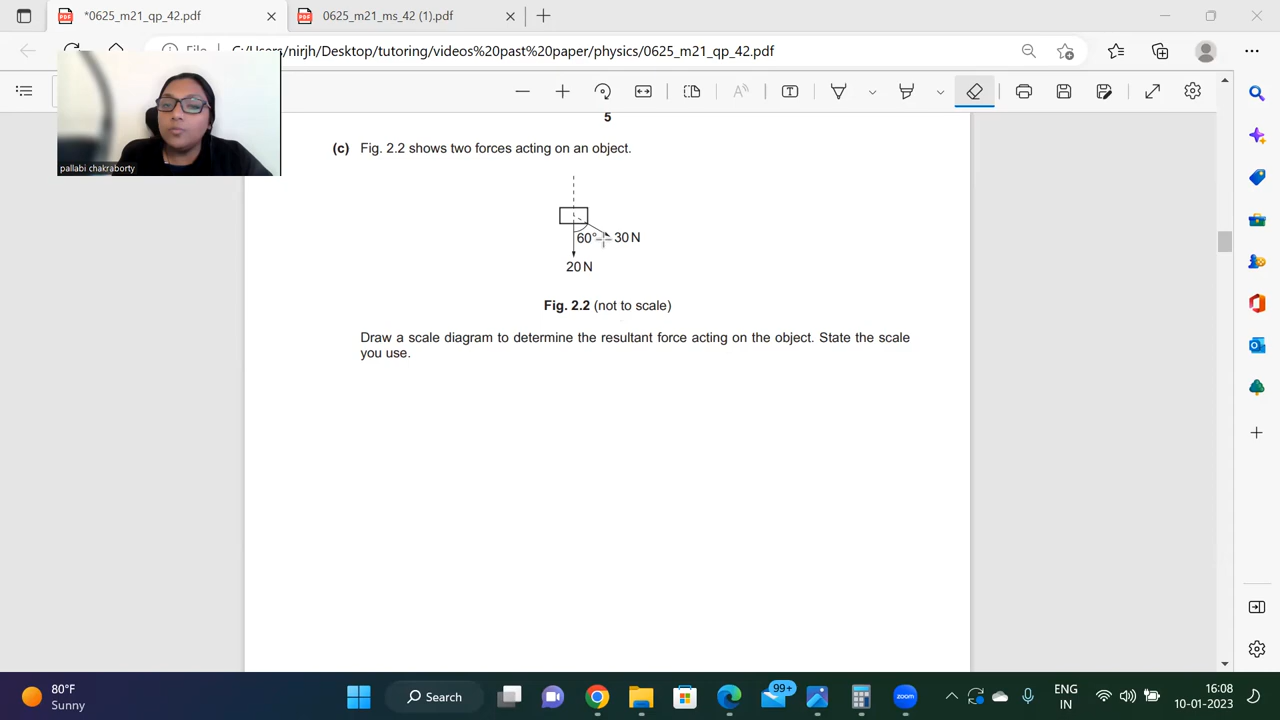 *0625_m21_qp_42.pdf
0625_m21_ms_42 (1).pdf
File
C:/Users/nirjh/Desktop/tutoring/videos%20past%20paper/physics/0625_m21_qp_42.pdf
pallabi chakraborty
5
(c) Fig. 2.2 shows two forces acting on an object.
60°
30 N
20 N
Fig. 2.2 (not to scale)
Draw a scale diagram to determine the resultant force acting on the object. State the scale
you use.
80°F
Sunny
Search
99+
ENG
IN
16:08
10-01-2023